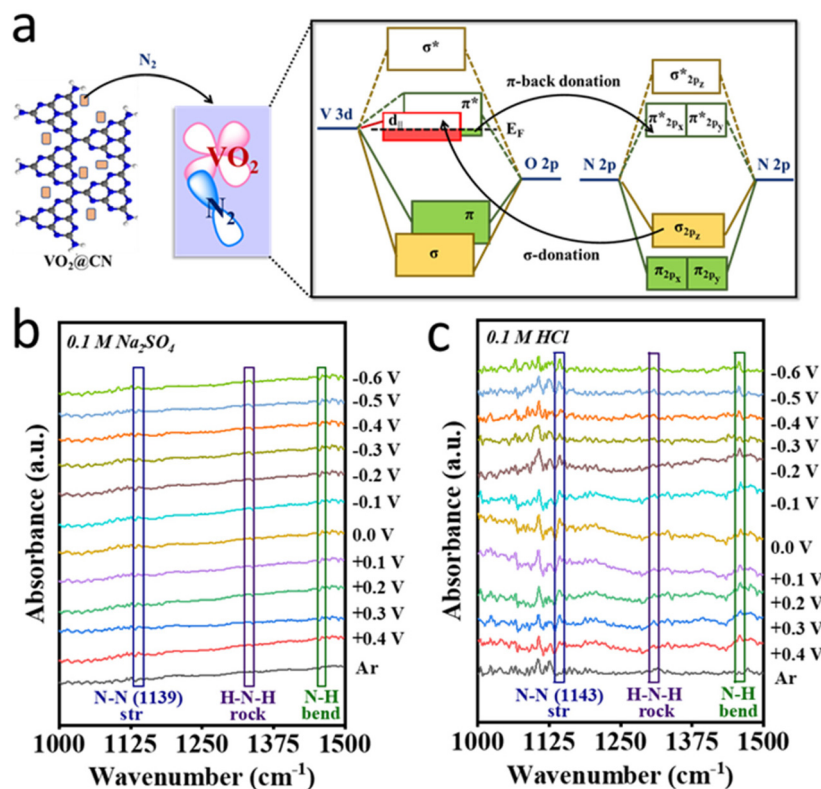 a
N₂
VO₂@CN
VO₂
N₂
σ*
π*
V 3d
d||
E_F
O 2p
π
σ
π-back donation
σ-donation
σ*₂pz
π*₂px π*₂py
N 2p
N 2p
σ₂pz
π₂px π₂py
b
0.1 M Na₂SO₄
-0.6 V
-0.5 V
-0.4 V
-0.3 V
-0.2 V
-0.1 V
0.0 V
+0.1 V
+0.2 V
+0.3 V
+0.4 V
Ar
N-N (1139)
str
H-N-H
rock
N-H
bend
1000 1125 1250 1375 1500
Wavenumber (cm⁻¹)
Absorbance (a.u.)
c
0.1 M HCl
-0.6 V
-0.5 V
-0.4 V
-0.3 V
-0.2 V
-0.1 V
0.0 V
+0.1 V
+0.2 V
+0.3 V
+0.4 V
Ar
N-N (1143)
str
H-N-H
rock
N-H
bend
1000 1125 1250 1375 1500
Wavenumber (cm⁻¹)
Absorbance (a.u.)